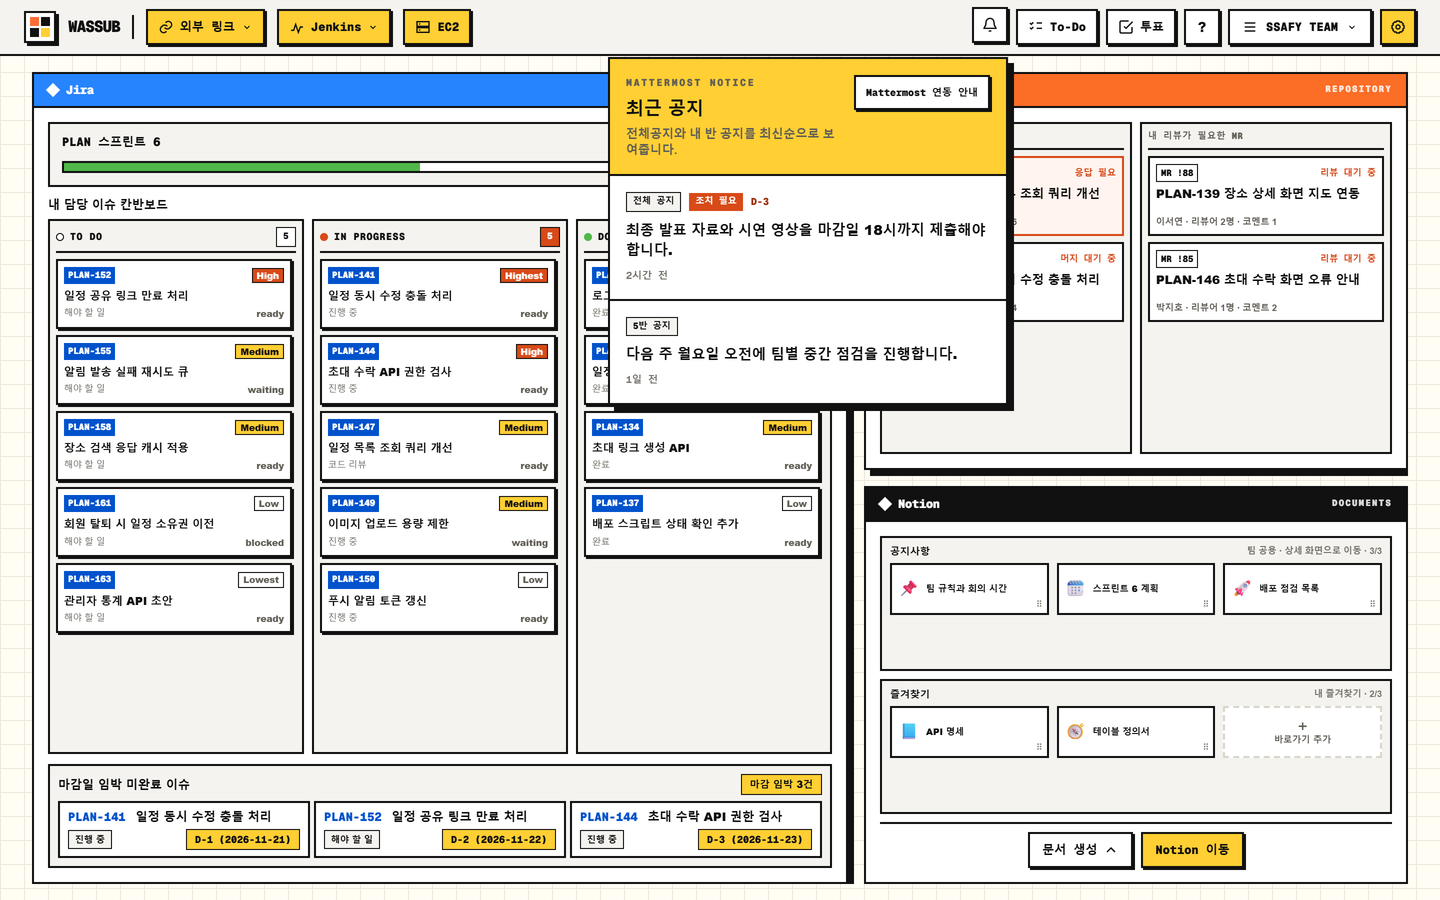 WASSUB
외부 링크
Jenkins
EC2
To-Do
투표
?
SSAFY TEAM
Jira
PLAN 스프린트 6
내 담당 이슈 칸반보드
TO DO
5
PLAN-152
High
일정 공유 링크 만료 처리
해야 할 일
ready
PLAN-155
Medium
알림 발송 실패 재시도 큐
해야 할 일
waiting
PLAN-158
Medium
장소 검색 응답 캐시 적용
해야 할 일
ready
PLAN-161
Low
회원 탈퇴 시 일정 소유권 이전
해야 할 일
blocked
PLAN-163
Lowest
관리자 통계 API 초안
해야 할 일
ready
IN PROGRESS
5
PLAN-141
Highest
일정 동시 수정 충돌 처리
진행 중
ready
PLAN-144
High
초대 수락 API 권한 검사
진행 중
ready
PLAN-147
Medium
일정 목록 조회 쿼리 개선
코드 리뷰
ready
PLAN-149
Medium
이미지 업로드 용량 제한
진행 중
waiting
PLAN-150
Low
푸시 알림 토큰 갱신
진행 중
ready
PLAN-134
Medium
초대 링크 생성 API
완료
ready
PLAN-137
Low
배포 스크립트 상태 확인 추가
완료
ready
마감일 임박 미완료 이슈
마감 임박 3건
PLAN-141 일정 동시 수정 충돌 처리
진행 중
D-1 (2026-11-21)
PLAN-152 일정 공유 링크 만료 처리
해야 할 일
D-2 (2026-11-22)
PLAN-144 초대 수락 API 권한 검사
진행 중
D-3 (2026-11-23)
MATTERMOST NOTICE
최근 공지
전체공지와 내 반 공지를 최신순으로 보
여줍니다.
Mattermost 연동 안내
전체 공지
조치 필요
D-3
최종 발표 자료와 시연 영상을 마감일 18시까지 제출해야
합니다.
2시간 전
5반 공지
다음 주 월요일 오전에 팀별 중간 점검을 진행합니다.
1일 전
REPOSITORY
응답 필요
조회 쿼리 개선
머지 대기 중
수정 충돌 처리
내 리뷰가 필요한 MR
MR !88
리뷰 대기 중
PLAN-139 장소 상세 화면 지도 연동
이서연 · 리뷰어 2명 · 코멘트 1
MR !85
리뷰 대기 중
PLAN-146 초대 수락 화면 오류 안내
박지호 · 리뷰어 1명 · 코멘트 2
Notion
DOCUMENTS
공지사항
팀 공용 · 상세 화면으로 이동 · 3/3
팀 규칙과 회의 시간
스프린트 6 계획
배포 점검 목록
즐겨찾기
내 즐겨찾기 · 2/3
API 명세
테이블 정의서
+
바로가기 추가
문서 생성
Notion 이동